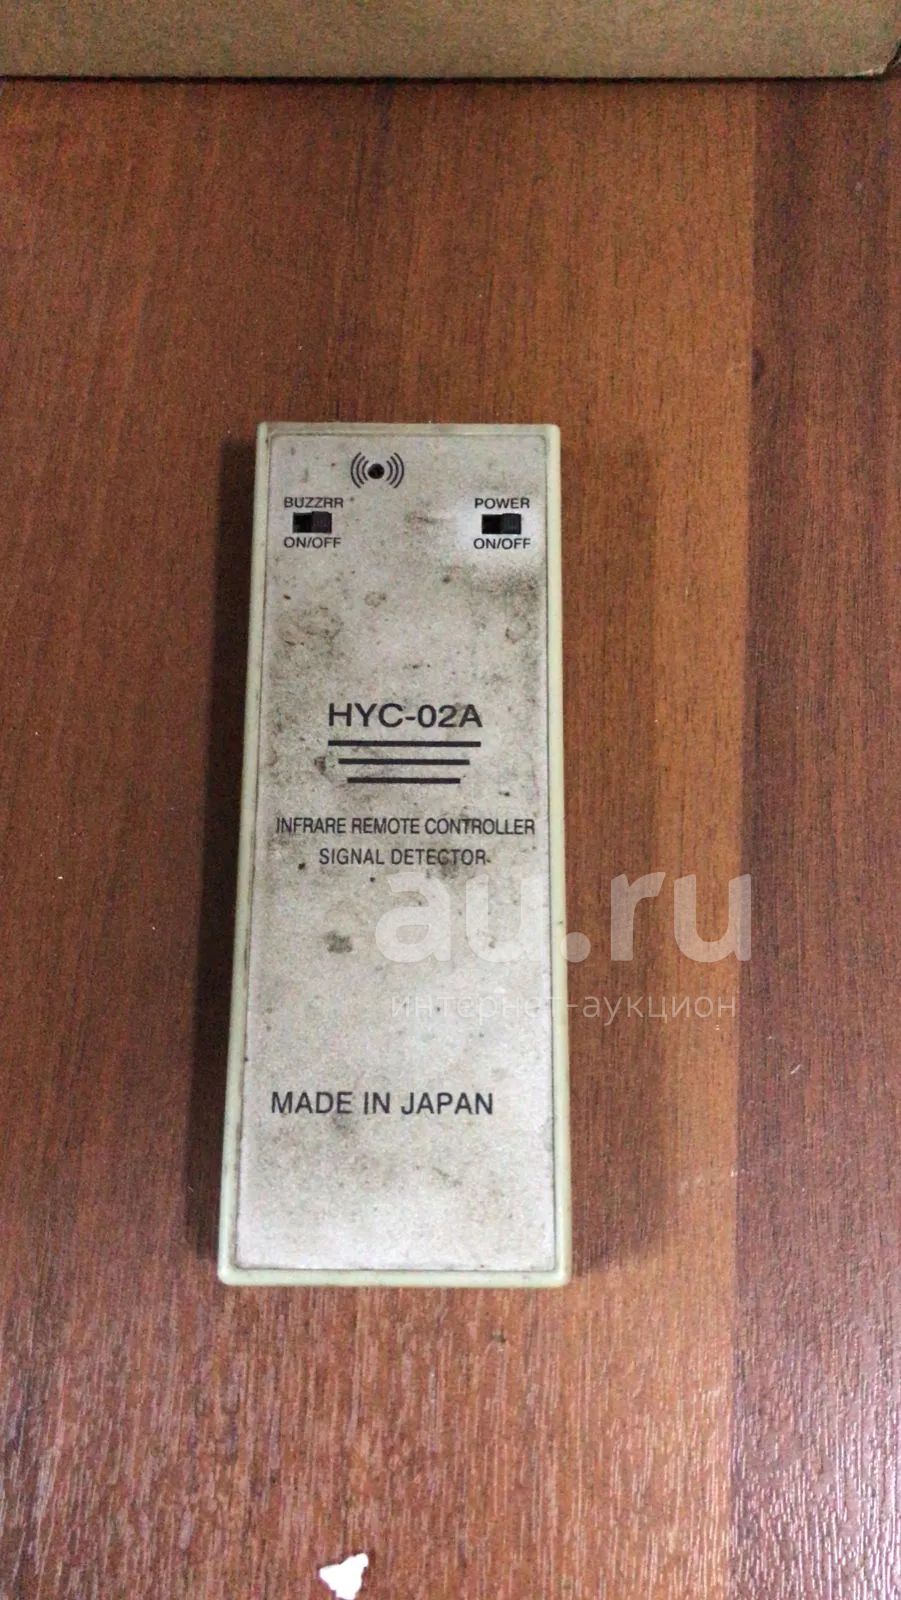 BUZZRR
ON/OFF
POWER
ON/OFF
HYC-02A
INFRARE REMOTE CONTROLLER
SIGNAL DETECTOR
au.ru
интернет-аукцион
MADE IN JAPAN